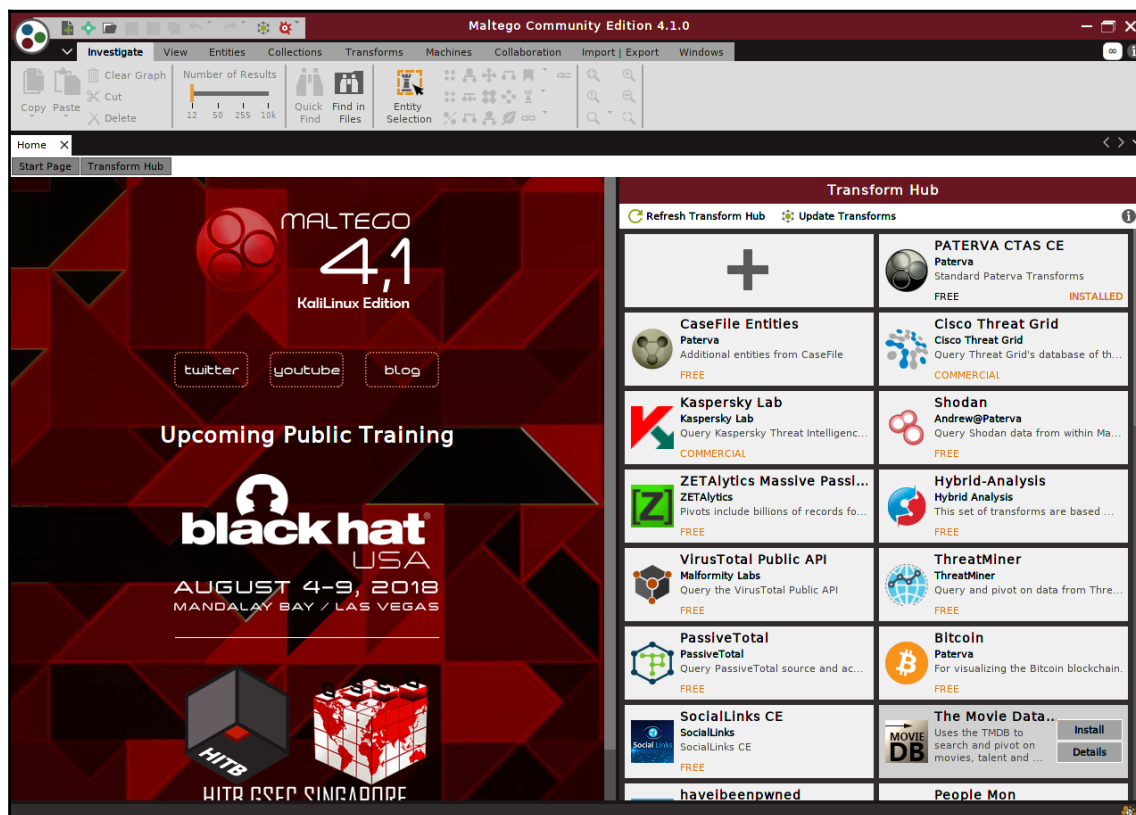 Maltego Community Edition 4.1.0
Investigate View Entities Collections Transforms Machines Collaboration Import | Export Windows
Copy Paste
Clear Graph
Cut
Delete
Number of Results
12 50 255 10k
Quick Find
Find in Files
Entity Selection
Home X
Start Page Transform Hub
MALTEGO
4,1
KaliLinux Edition
twitter youtube blog
Upcoming Public Training
black hat®
USA
AUGUST 4-9, 2018
MANDALAY BAY / LAS VEGAS
HITB
HITB GSEC SINGAPORE
Transform Hub
Refresh Transform Hub Update Transforms
PATERVA CTAS CE
Paterva
Standard Paterva Transforms
FREE INSTALLED
CaseFile Entities
Paterva
Additional entities from CaseFile
FREE
Cisco Threat Grid
Cisco Threat Grid
Query Threat Grid's database of th...
COMMERCIAL
Kaspersky Lab
Kaspersky Lab
Query Kaspersky Threat Intelligenc...
COMMERCIAL
Shodan
Andrew@Paterva
Query Shodan data from within Ma...
FREE
[Z]
ZETAlytics Massive Passi...
ZETAlytics
Pivots include billions of records fo...
FREE
Hybrid-Analysis
Hybrid Analysis
This set of transforms are based ...
FREE
VirusTotal Public API
Malformity Labs
Query the VirusTotal Public API
FREE
ThreatMiner
ThreatMiner
Query and pivot on data from Thre...
FREE
PassiveTotal
PassiveTotal
Query PassiveTotal source and ac...
FREE
Bitcoin
Paterva
For visualizing the Bitcoin blockchain.
FREE
Social Links
SocialLinks CE
SocialLinks
SocialLinks CE
FREE
MOVIE DB
The Movie Data...
Uses the TMDB to
search and pivot on
movies, talent and ...
Install
Details
haveibeenpwned
People Mon